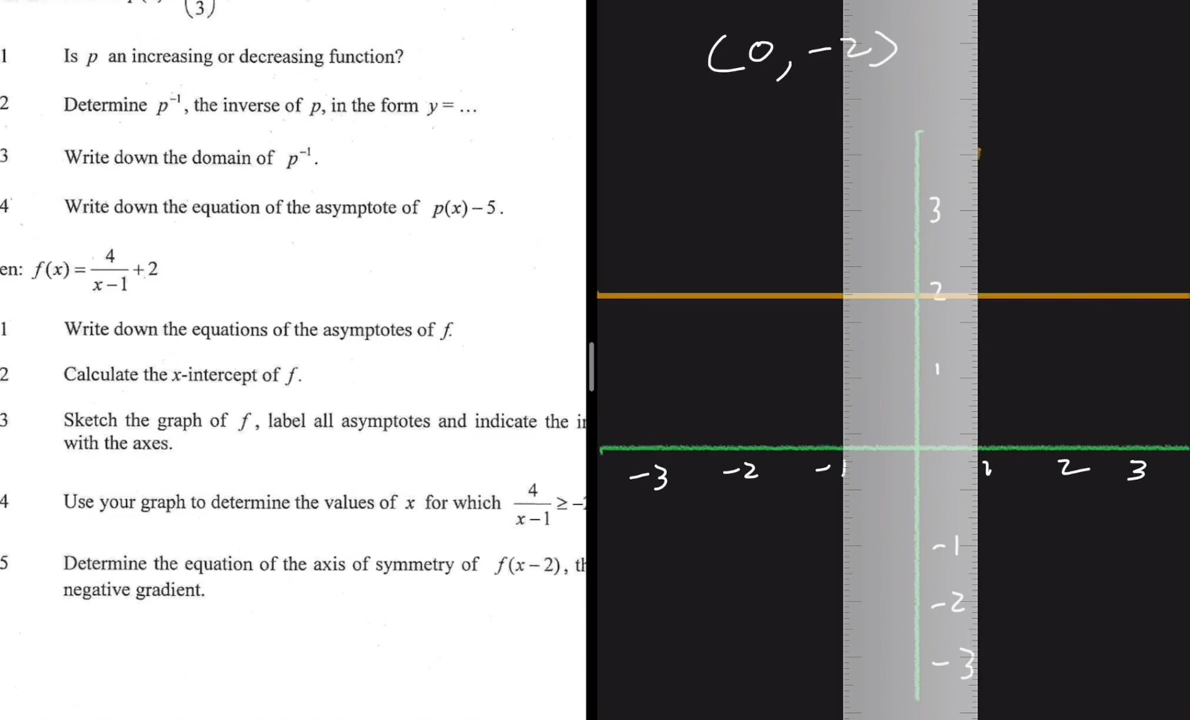 (3)
1 Is p an increasing or decreasing function?
2 Determine p⁻¹, the inverse of p, in the form y = ...
3 Write down the domain of p⁻¹.
4 Write down the equation of the asymptote of p(x) − 5.
en: f(x) = 4/(x − 1) + 2
1 Write down the equations of the asymptotes of f.
2 Calculate the x-intercept of f.
3 Sketch the graph of f, label all asymptotes and indicate the
with the axes.
4 Use your graph to determine the values of x for which 4/(x − 1) ≥ −
5 Determine the equation of the axis of symmetry of f(x − 2),
negative gradient.
(0, -2)
3
2
1
-3 -2 -1 1 2 3
-1
-2
-3